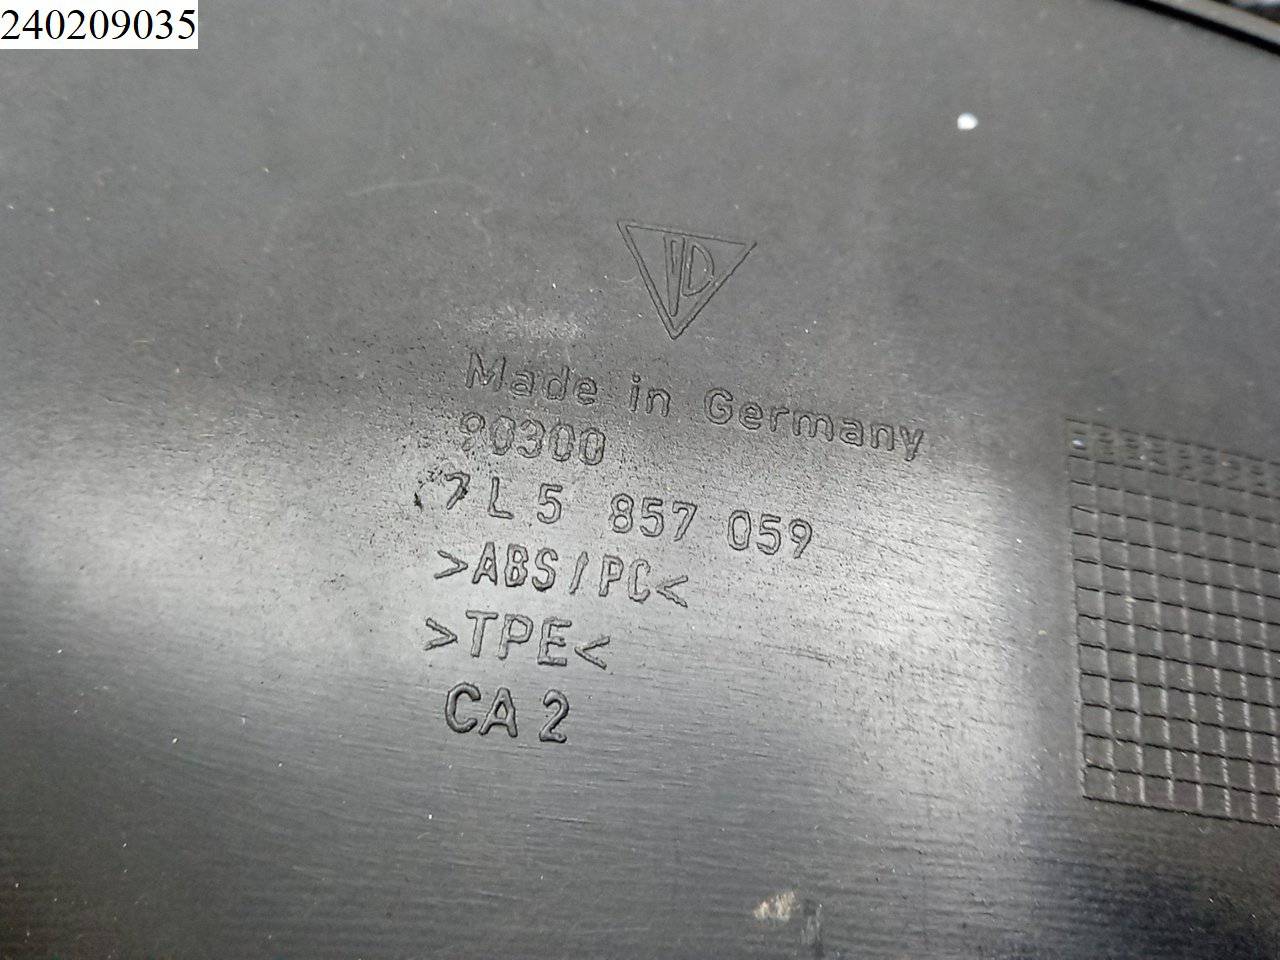 240209035
Made in Germany
90300
7L5 857 059
>ABS/PC<
>TPE<
CA 2